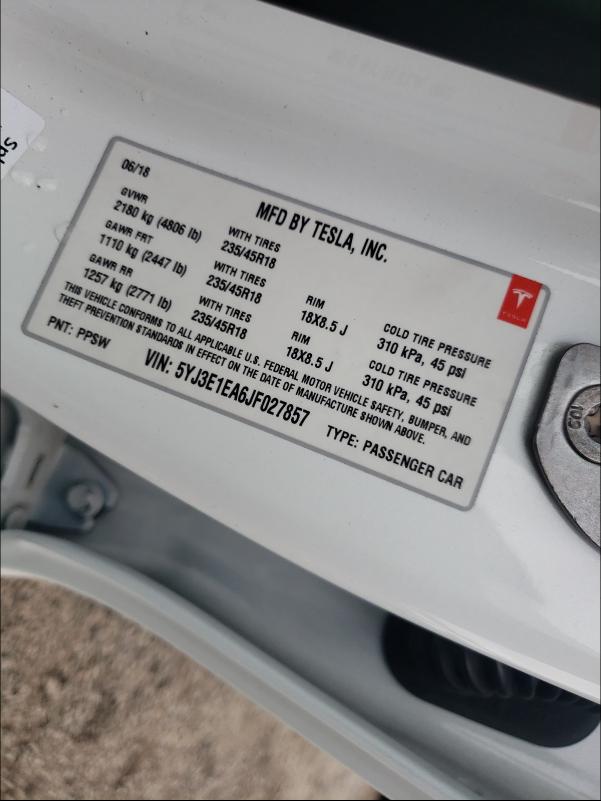 06/18
MFD BY TESLA, INC.
GVWR
2180 kg (4806 lb)
GAWR FRT
1110 kg (2447 lb)
GAWR RR
1257 kg (2771 lb)
WITH TIRES
235/45R18
WITH TIRES
235/45R18
WITH TIRES
235/45R18
RIM
18X8.5 J
RIM
18X8.5 J
COLD TIRE PRESSURE
310 kPa, 45 psi
COLD TIRE PRESSURE
310 kPa, 45 psi
THIS VEHICLE CONFORMS TO ALL APPLICABLE U.S. FEDERAL MOTOR VEHICLE SAFETY, BUMPER, AND
THEFT PREVENTION STANDARDS IN EFFECT ON THE DATE OF MANUFACTURE SHOWN ABOVE.
PNT: PPSW
VIN: 5YJ3E1EA6JF027857
TYPE: PASSENGER CAR
TESLA